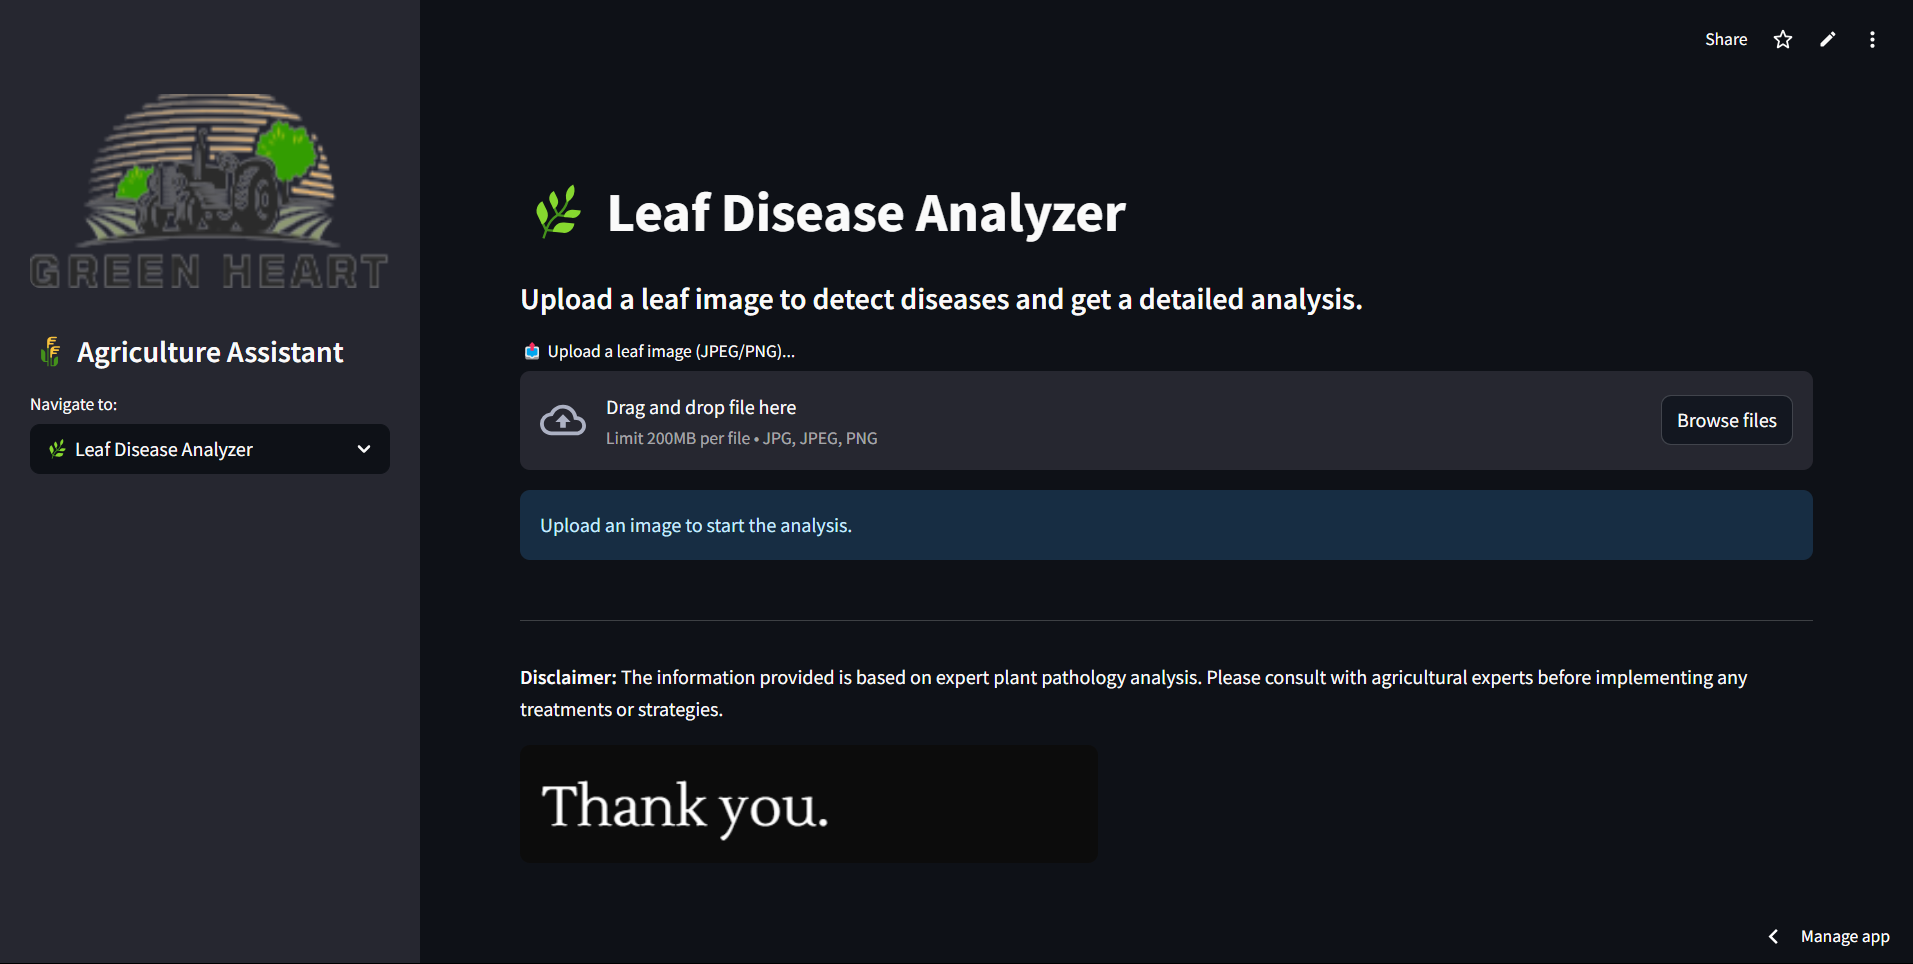 GREEN HEART
🌾 Agriculture Assistant
Navigate to:
🌿 Leaf Disease Analyzer
Share
🌿 Leaf Disease Analyzer
Upload a leaf image to detect diseases and get a detailed analysis.
📤 Upload a leaf image (JPEG/PNG)...
Drag and drop file here
Limit 200MB per file • JPG, JPEG, PNG
Browse files
Upload an image to start the analysis.
Disclaimer: The information provided is based on expert plant pathology analysis. Please consult with agricultural experts before implementing any
treatments or strategies.
Thank you.
Manage app